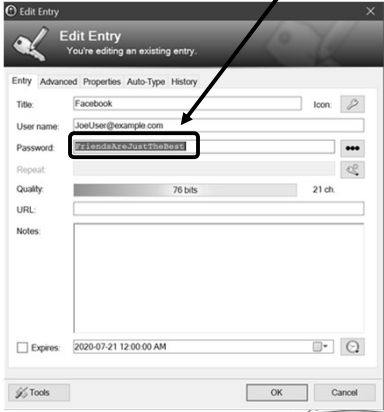 Edit Entry
Edit Entry
You're editing an existing entry.
Entry Advanced Properties Auto-Type History
Title: Facebook Icon:
User name: JoeUser@example.com
Password: FriendsAreJustTheBest
Repeat:
Quality: 76 bits 21 ch.
URL:
Notes:
Expires: 2020-07-21 12:00:00 AM
Tools OK Cancel